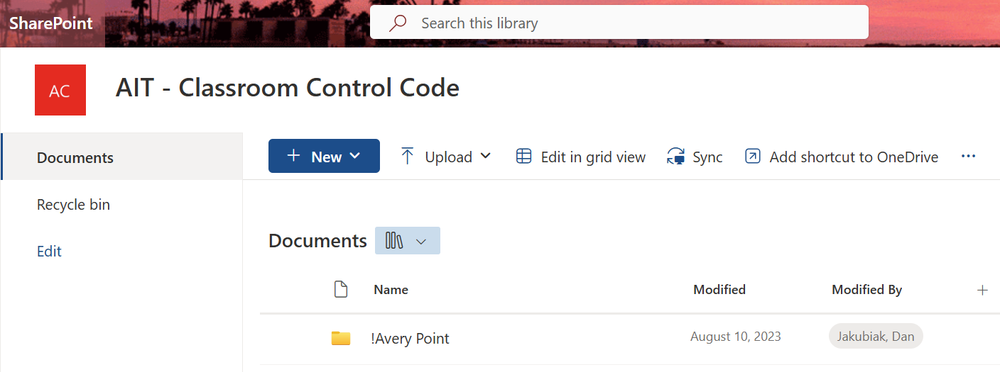 SharePoint
Search this library
AC
AIT - Classroom Control Code
Documents
Recycle bin
Edit
New
Upload
Edit in grid view
Sync
Add shortcut to OneDrive
Documents
Name
Modified
Modified By
!Avery Point
August 10, 2023
Jakubiak, Dan